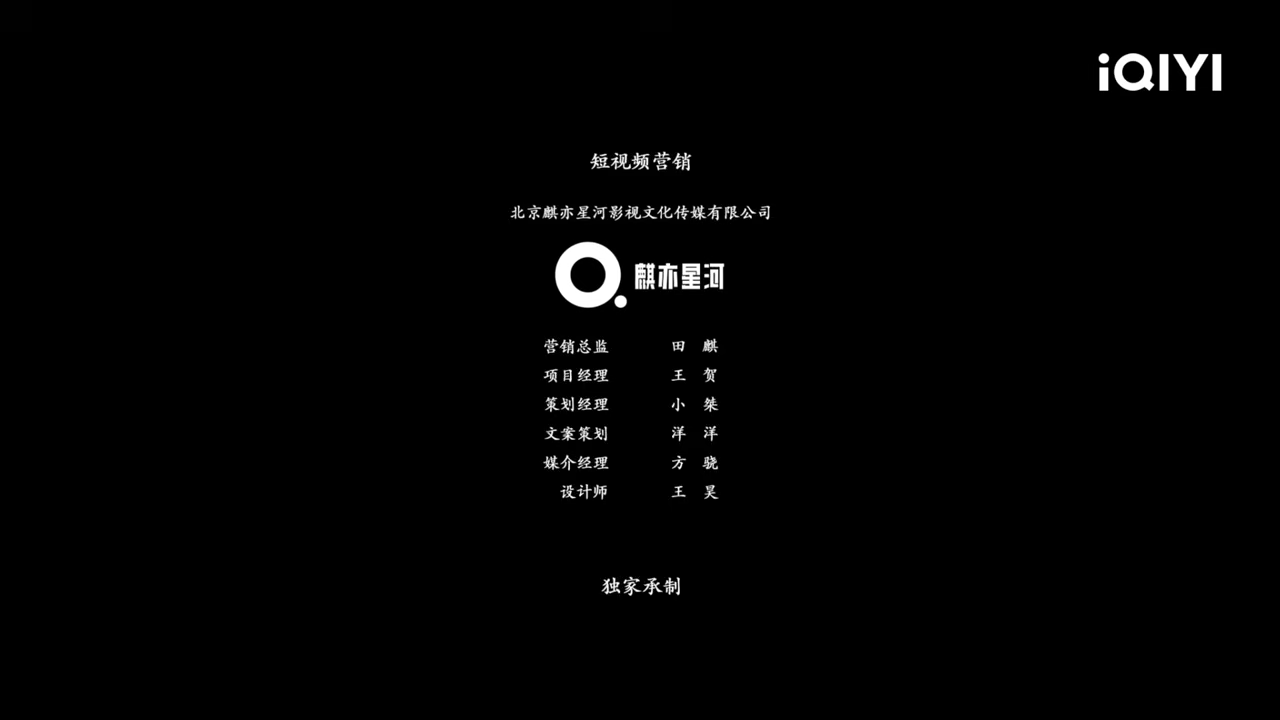 iQIYI
短视频营销
北京麒亦星河影视文化传媒有限公司
麒亦星河
营销总监 田 麒
项目经理 王 贺
策划经理 小 桀
文案策划 洋 洋
媒介经理 方 骁
设计师 王 昊
独家承制